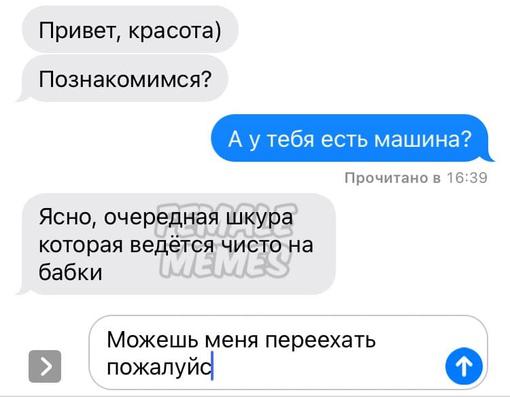 Привет, красота)
Познакомимся?
А у тебя есть машина?
Прочитано в 16:39
Ясно, очередная шкура
которая ведётся чисто на
бабки
FEMALE
MEMES
Можешь меня переехать
пожалуйс